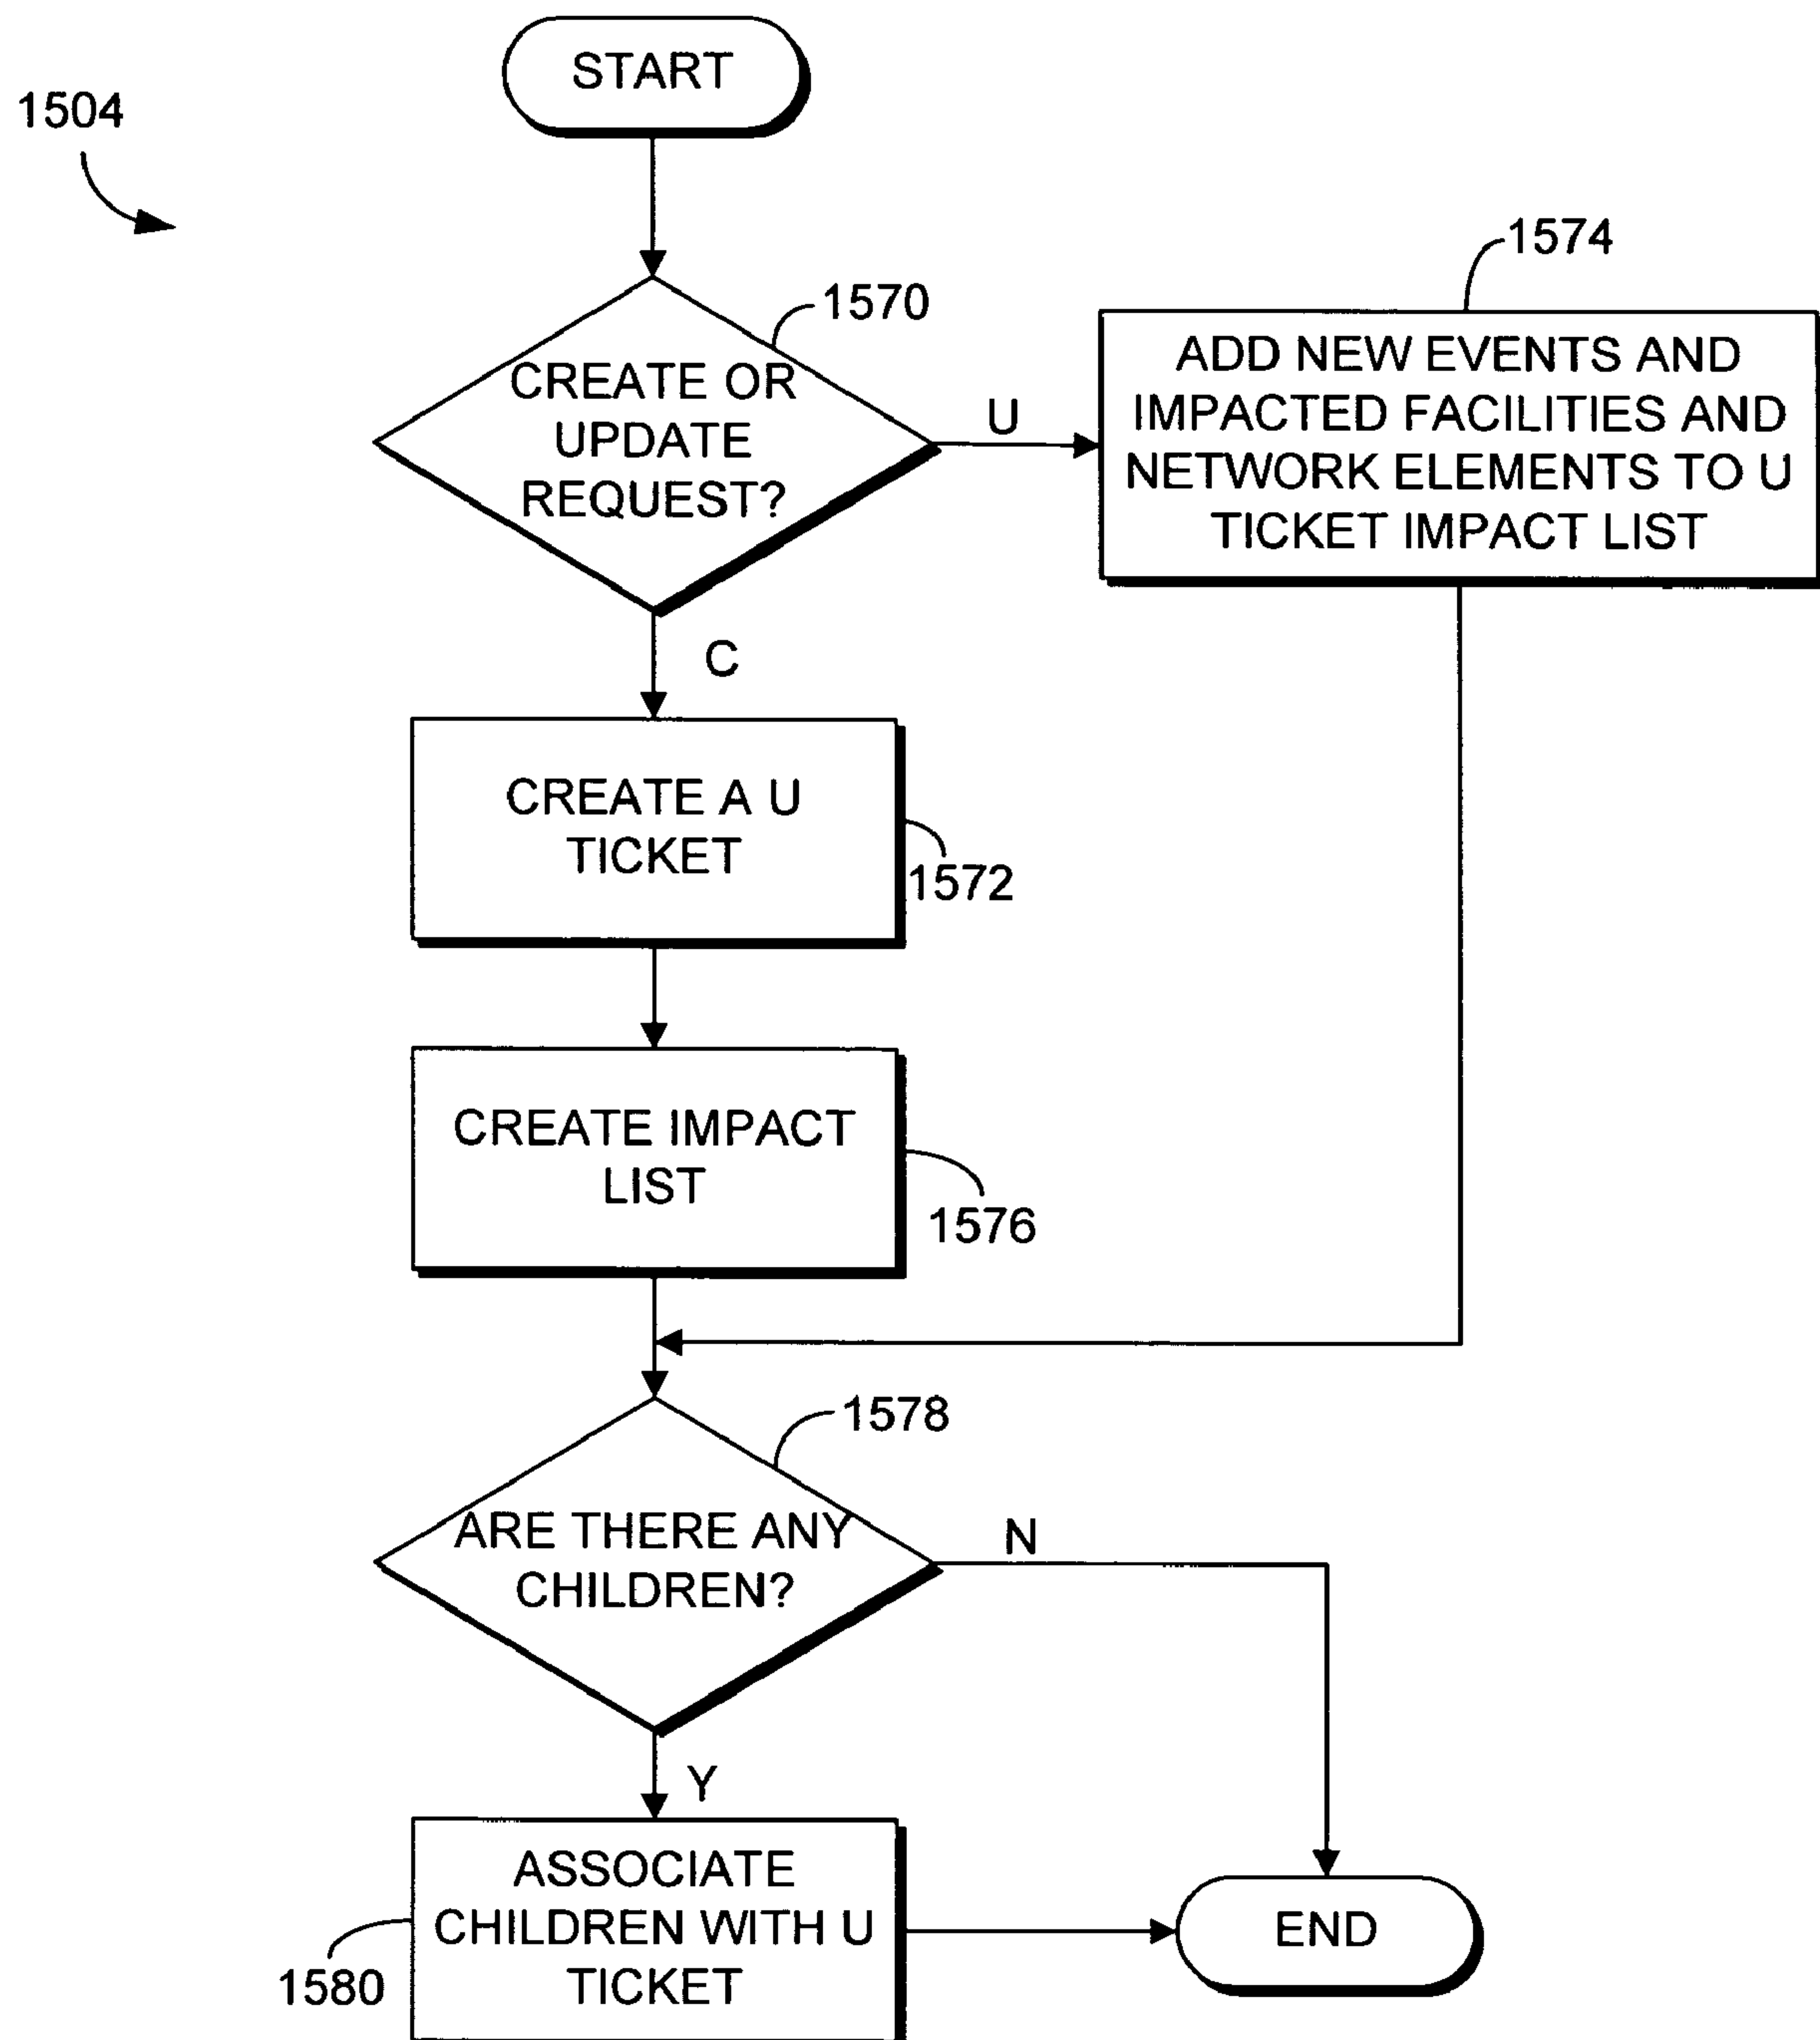 START
1504
1570
CREATE OR
UPDATE
REQUEST?
U
1574
ADD NEW EVENTS AND
IMPACTED FACILITIES AND
NETWORK ELEMENTS TO U
TICKET IMPACT LIST
C
CREATE A U
TICKET
1572
CREATE IMPACT
LIST
1576
1578
ARE THERE ANY
CHILDREN?
N
Y
ASSOCIATE
CHILDREN WITH U
TICKET
1580
END